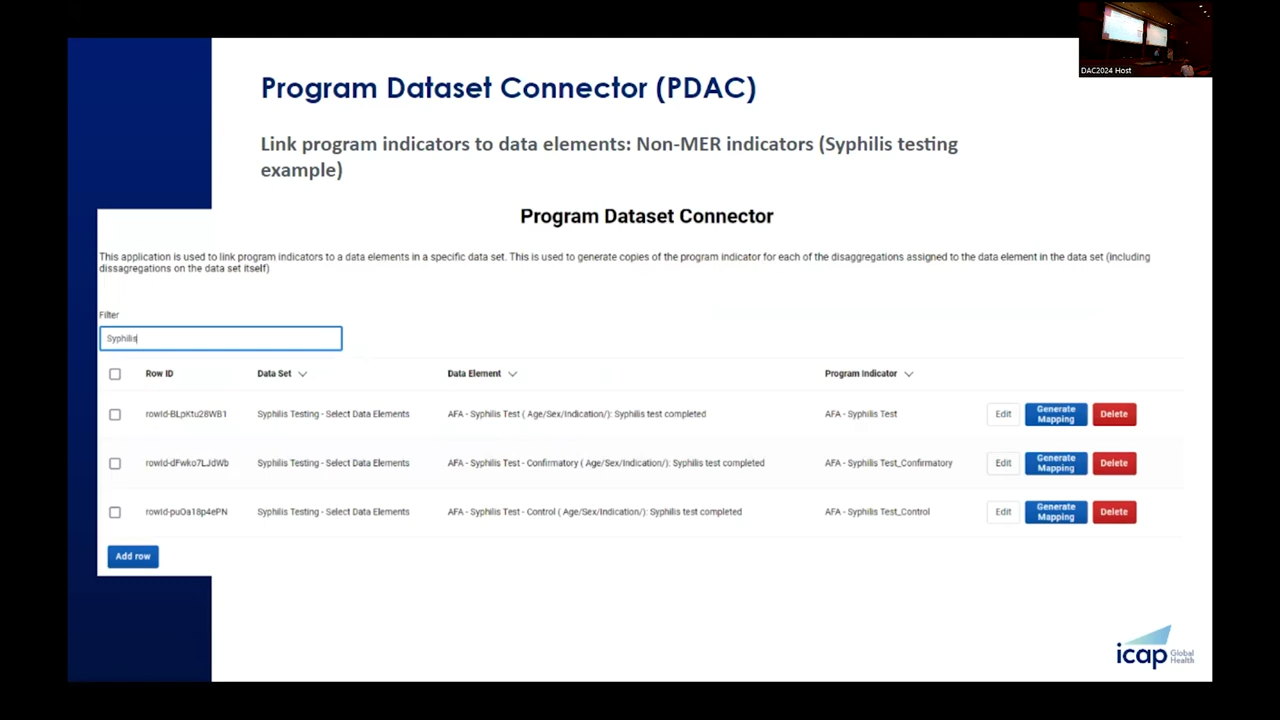 DAC2024 Host
Program Dataset Connector (PDAC)
Link program indicators to data elements: Non-MER indicators (Syphilis testing
example)
Program Dataset Connector
This application is used to link program indicators to a data elements in a specific data set. This is used to generate copies of the program indicator for each of the disaggregations assigned to the data element in the data set (including
dissagregations on the data set itself)
Filter
Syphilis
Row ID Data Set Data Element Program Indicator
rowId-BLpKtu28WB1 Syphilis Testing - Select Data Elements AFA - Syphilis Test ( Age/Sex/Indication/): Syphilis test completed AFA - Syphilis Test Edit Generate Mapping Delete
rowId-dFwko7LJdWb Syphilis Testing - Select Data Elements AFA - Syphilis Test - Confirmatory ( Age/Sex/Indication/): Syphilis test completed AFA - Syphilis Test_Confirmatory Edit Generate Mapping Delete
rowId-puOa18p4ePN Syphilis Testing - Select Data Elements AFA - Syphilis Test - Control ( Age/Sex/Indication/): Syphilis test completed AFA - Syphilis Test_Control Edit Generate Mapping Delete
Add row
icap Global Health